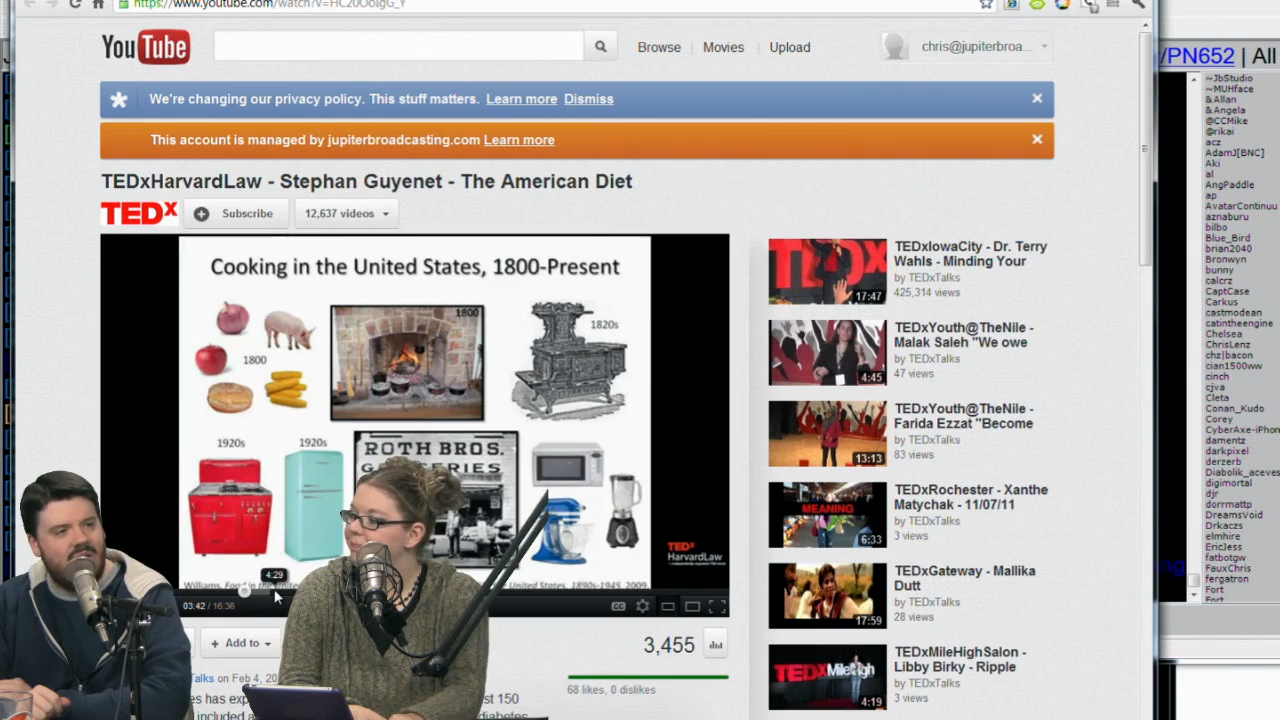 https://www.youtube.com/watch?v=HC20OoIgG_Y
YouTube
Browse
Movies
Upload
chris@jupiterbroa...
/PN652 | All
We're changing our privacy policy. This stuff matters. Learn more Dismiss
This account is managed by jupiterbroadcasting.com Learn more
TEDxHarvardLaw - Stephan Guyenet - The American Diet
TEDx
Subscribe
12,637 videos
Cooking in the United States, 1800-Present
1800
1820s
1800
1920s
1920s
ROTH BROS.
TEDx
HarvardLaw
4:29
03:42 / 16:36
CC
Add to
3,455
68 likes, 0 dislikes
Talks on Feb 4, 20
TEDxIowaCity - Dr. Terry
Wahls - Minding Your
by TEDxTalks
425,314 views
17:47
TEDxYouth@TheNile -
Malak Saleh "We owe
by TEDxTalks
47 views
4:45
TEDxYouth@TheNile -
Farida Ezzat "Become
by TEDxTalks
83 views
13:13
TEDxRochester - Xanthe
Matychak - 11/07/11
by TEDxTalks
3 views
MEANING
6:33
TEDxGateway - Mallika
Dutt
by TEDxTalks
28 views
17:59
TEDxMileHighSalon -
Libby Birky - Ripple
by TEDxTalks
3 views
4:19
~JbStudio
~MUHface
&Allan
&Angela
@CCMike
@rikai
acz
AdamJ[BNC]
Aki
al
AngPaddle
ap
AvatarContinuu
aznaburu
bilbo
Blue_Bird
brian2040
Bronwyn
bunny
calcrz
CaptCase
Carkus
castmodean
catintheengine
Chelsea
ChrisLenz
chz|bacon
cian1500ww
cinch
cjva
Cleta
Conan_Kudo
Corey
CyberAxe-iPhon
damentz
darkpixel
derzerb
Diabolik_aceves
digimortal
djr
dorrmattp
DreamsVoid
Drkaczs
elmhire
EricJess
fatbotgw
FauxChris
fergatron
Fort